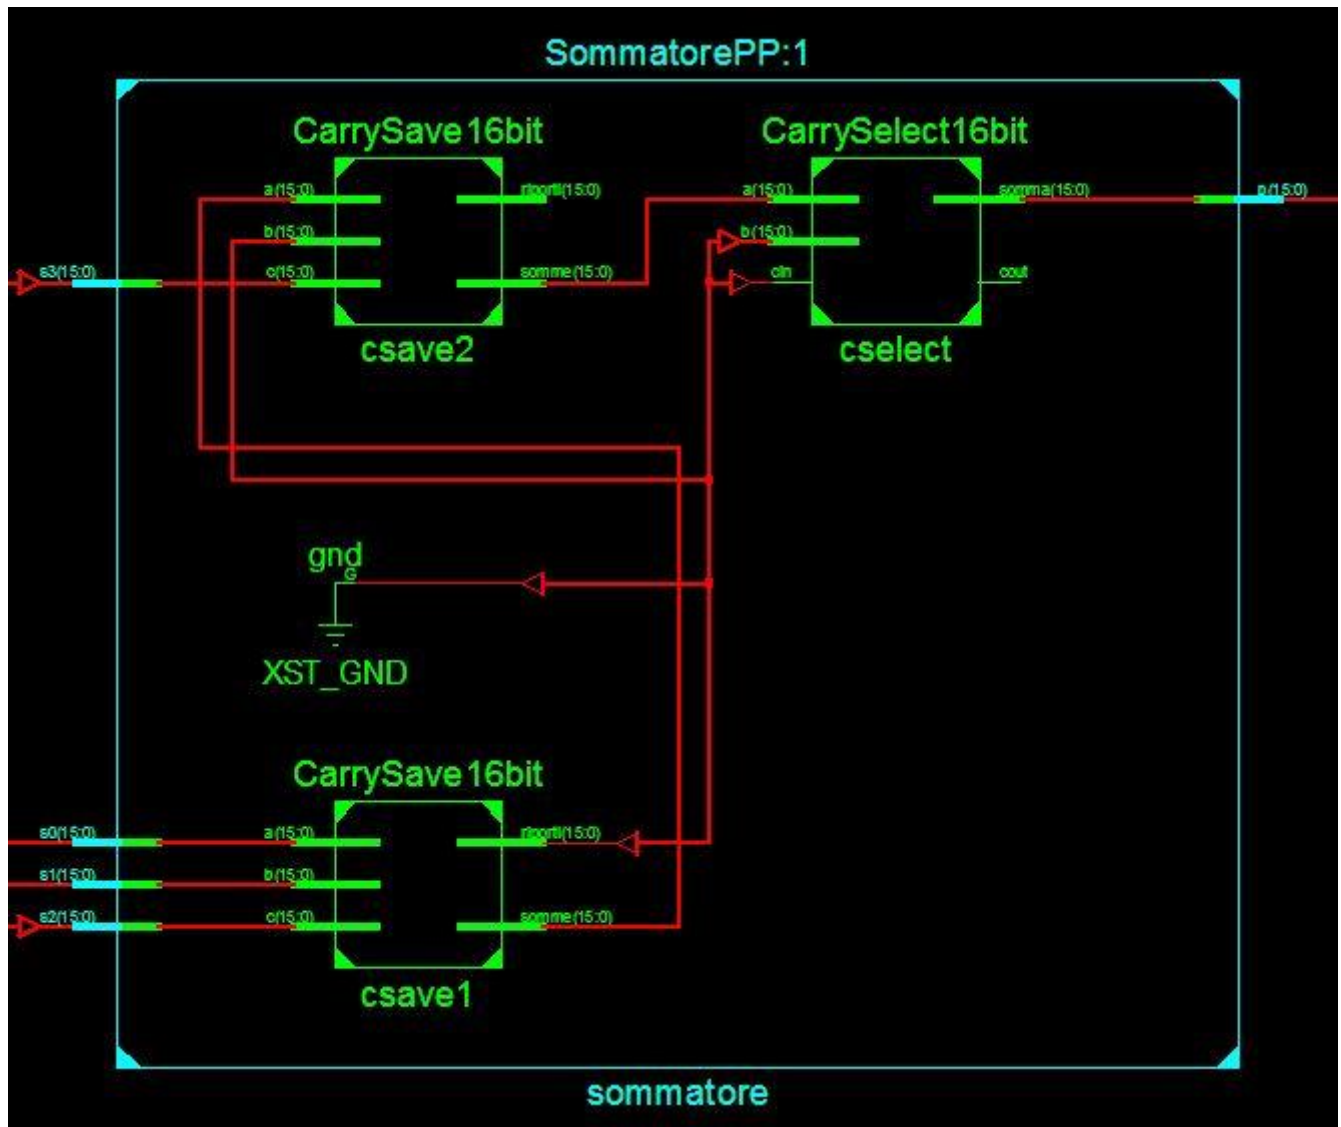 SommatorePP:1
CarrySave16bit
CarrySelect16bit
a(15:0)
riporti(15:0)
a(15:0)
somma(15:0)
p(15:0)
b(15:0)
b(15:0)
s3(15:0)
c(15:0)
somme(15:0)
cin
cout
csave2
cselect
gnd
G
XST_GND
CarrySave16bit
s0(15:0)
a(15:0)
riporti(15:0)
s1(15:0)
b(15:0)
s2(15:0)
c(15:0)
somme(15:0)
csave1
sommatore